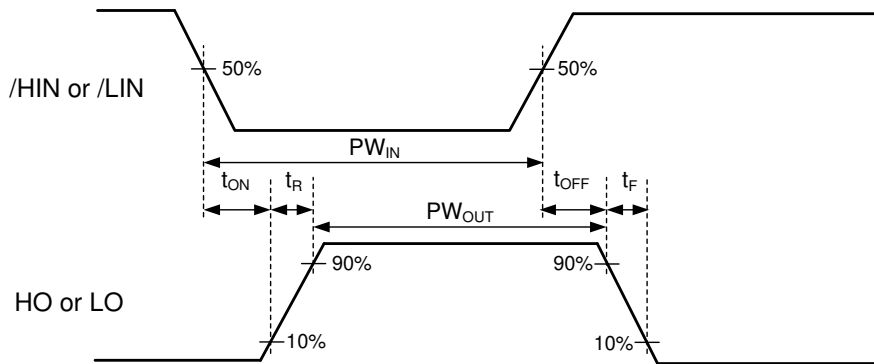 50%
50%
/HIN or /LIN
PW_IN
t_ON
t_R
t_OFF
t_F
PW_OUT
90%
90%
HO or LO
10%
10%